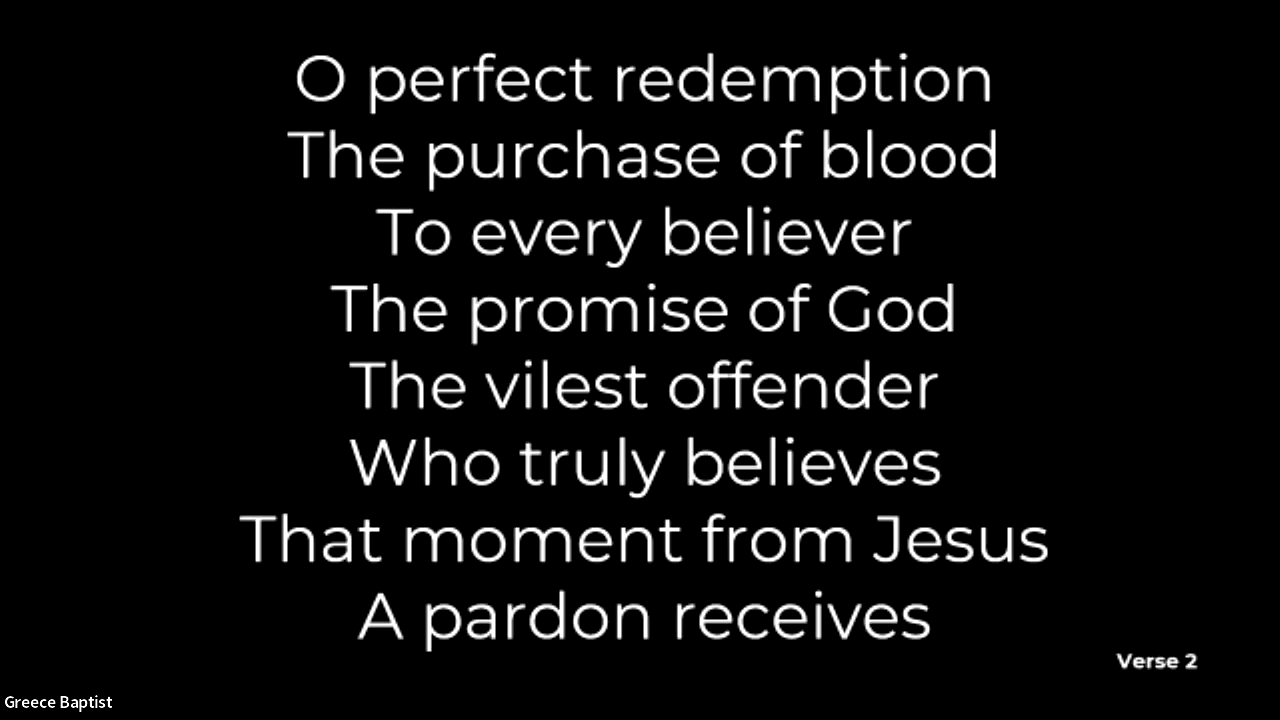 O perfect redemption
The purchase of blood
To every believer
The promise of God
The vilest offender
Who truly believes
That moment from Jesus
A pardon receives
Verse 2
Greece Baptist